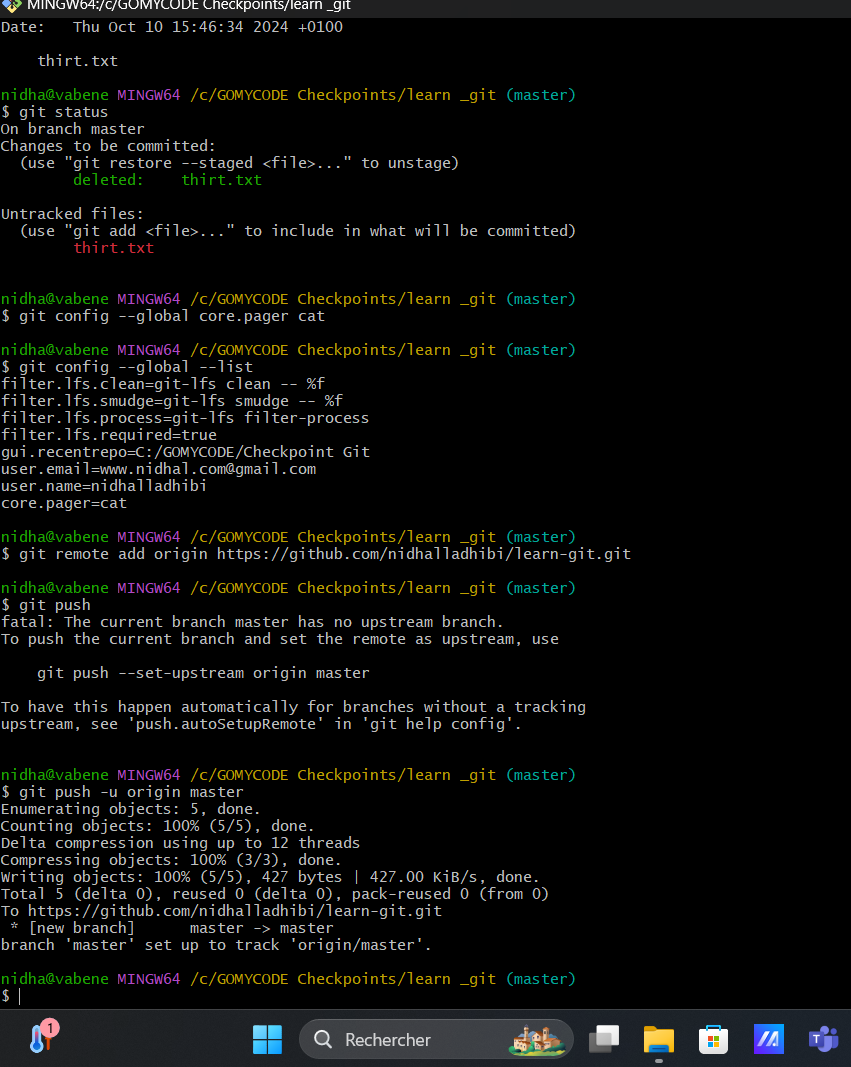 MINGW64:/c/GOMYCODE Checkpoints/learn _git
Date:   Thu Oct 10 15:46:34 2024 +0100
    thirt.txt
nidha@vabene MINGW64 /c/GOMYCODE Checkpoints/learn _git (master)
$ git status
On branch master
Changes to be committed:
  (use "git restore --staged <file>..." to unstage)
        deleted:    thirt.txt
Untracked files:
  (use "git add <file>..." to include in what will be committed)
        thirt.txt
nidha@vabene MINGW64 /c/GOMYCODE Checkpoints/learn _git (master)
$ git config --global core.pager cat
nidha@vabene MINGW64 /c/GOMYCODE Checkpoints/learn _git (master)
$ git config --global --list
filter.lfs.clean=git-lfs clean -- %f
filter.lfs.smudge=git-lfs smudge -- %f
filter.lfs.process=git-lfs filter-process
filter.lfs.required=true
gui.recentrepo=C:/GOMYCODE/Checkpoint Git
user.email=www.nidhal.com@gmail.com
user.name=nidhalladhibi
core.pager=cat
nidha@vabene MINGW64 /c/GOMYCODE Checkpoints/learn _git (master)
$ git remote add origin https://github.com/nidhalladhibi/learn-git.git
nidha@vabene MINGW64 /c/GOMYCODE Checkpoints/learn _git (master)
$ git push
fatal: The current branch master has no upstream branch.
To push the current branch and set the remote as upstream, use
    git push --set-upstream origin master
To have this happen automatically for branches without a tracking
upstream, see 'push.autoSetupRemote' in 'git help config'.
nidha@vabene MINGW64 /c/GOMYCODE Checkpoints/learn _git (master)
$ git push -u origin master
Enumerating objects: 5, done.
Counting objects: 100% (5/5), done.
Delta compression using up to 12 threads
Compressing objects: 100% (3/3), done.
Writing objects: 100% (5/5), 427 bytes | 427.00 KiB/s, done.
Total 5 (delta 0), reused 0 (delta 0), pack-reused 0 (from 0)
To https://github.com/nidhalladhibi/learn-git.git
 * [new branch]      master -> master
branch 'master' set up to track 'origin/master'.
nidha@vabene MINGW64 /c/GOMYCODE Checkpoints/learn _git (master)
$
1
Rechercher
T